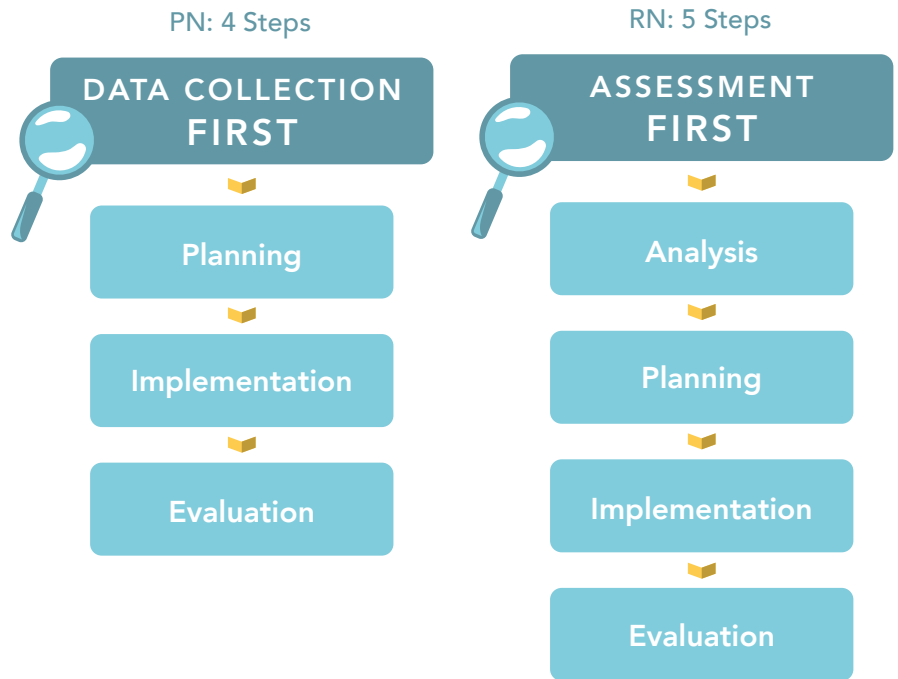 PN: 4 Steps
DATA COLLECTION
FIRST
Planning
Implementation
Evaluation
RN: 5 Steps
ASSESSMENT
FIRST
Analysis
Planning
Implementation
Evaluation